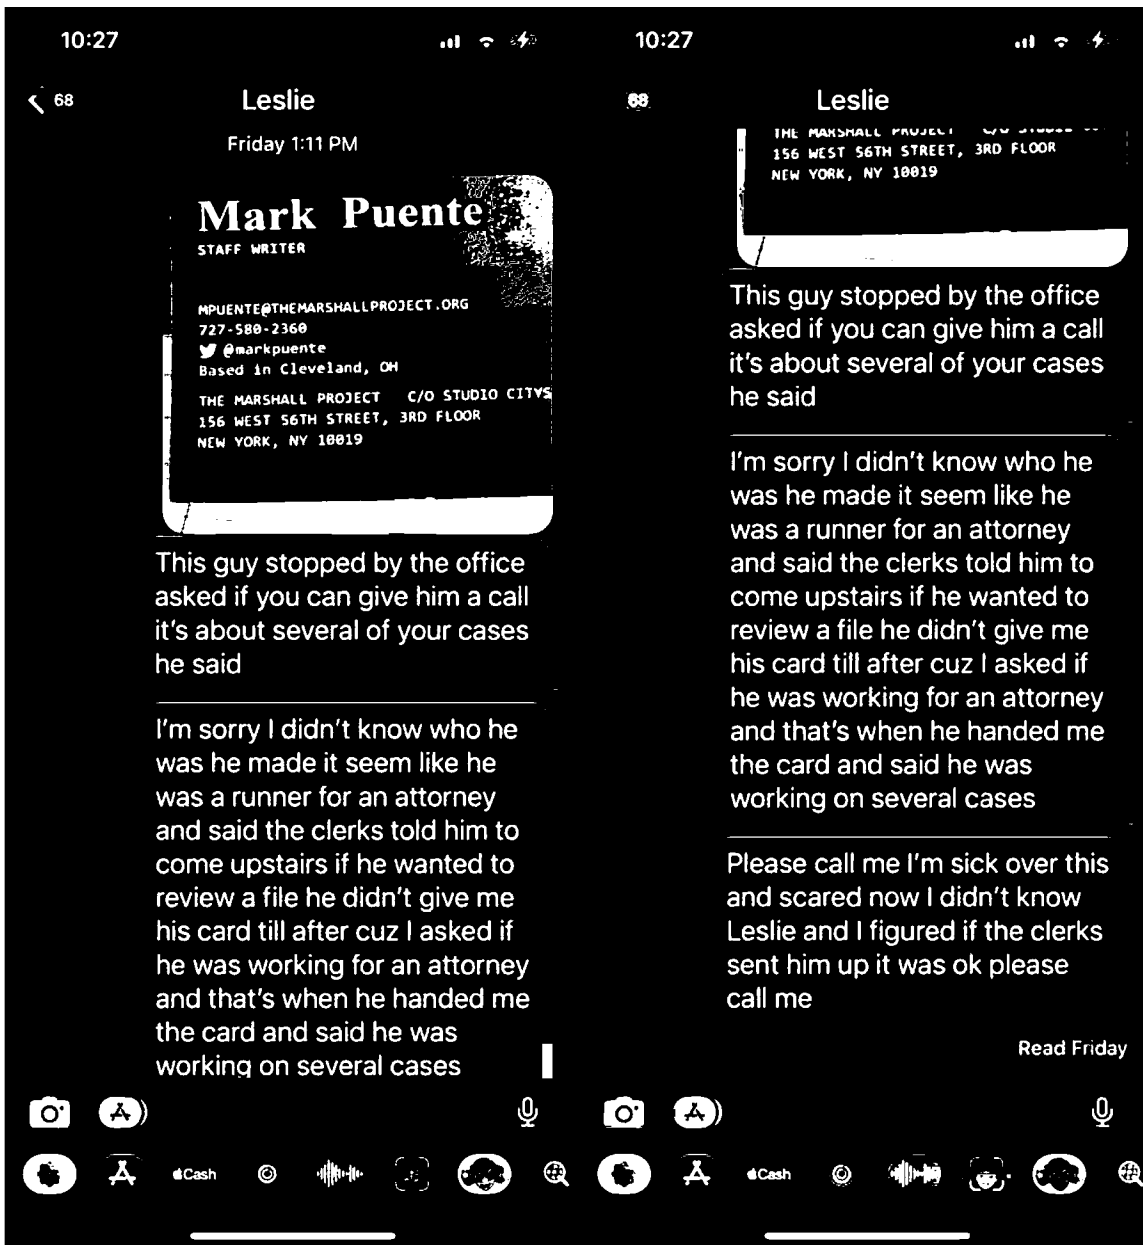 10:27
68
Leslie
Friday 1:11 PM
Mark Puente
STAFF WRITER
MPUENTE@THEMARSHALLPROJECT.ORG
727-580-2360
@markpuente
Based in Cleveland, OH
THE MARSHALL PROJECT C/O STUDIO CITYS
156 WEST 56TH STREET, 3RD FLOOR
NEW YORK, NY 10019
This guy stopped by the office
asked if you can give him a call
it's about several of your cases
he said
I'm sorry I didn't know who he
was he made it seem like he
was a runner for an attorney
and said the clerks told him to
come upstairs if he wanted to
review a file he didn't give me
his card till after cuz I asked if
he was working for an attorney
and that's when he handed me
the card and said he was
working on several cases
Cash
10:27
68
Leslie
THE MARSHALL PROJECT
156 WEST 56TH STREET, 3RD FLOOR
NEW YORK, NY 10019
This guy stopped by the office
asked if you can give him a call
it's about several of your cases
he said
I'm sorry I didn't know who he
was he made it seem like he
was a runner for an attorney
and said the clerks told him to
come upstairs if he wanted to
review a file he didn't give me
his card till after cuz I asked if
he was working for an attorney
and that's when he handed me
the card and said he was
working on several cases
Please call me I'm sick over this
and scared now I didn't know
Leslie and I figured if the clerks
sent him up it was ok please
call me
Read Friday
Cash